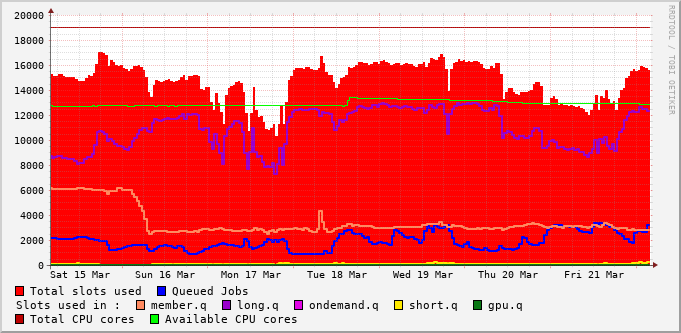 20000
18000
16000
14000
12000
10000
8000
6000
4000
2000
0
Sat 15 Mar Sun 16 Mar Mon 17 Mar Tue 18 Mar Wed 19 Mar Thu 20 Mar Fri 21 Mar
Total slots used Queued Jobs
Slots used in : member.q long.q ondemand.q short.q gpu.q
Total CPU cores Available CPU cores
RRDTOOL / TOBI OETIKER